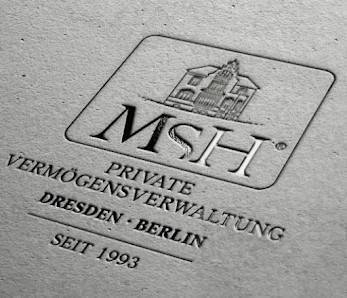 MSH®
PRIVATE
VERMÖGENSVERWALTUNG
DRESDEN · BERLIN
SEIT 1993